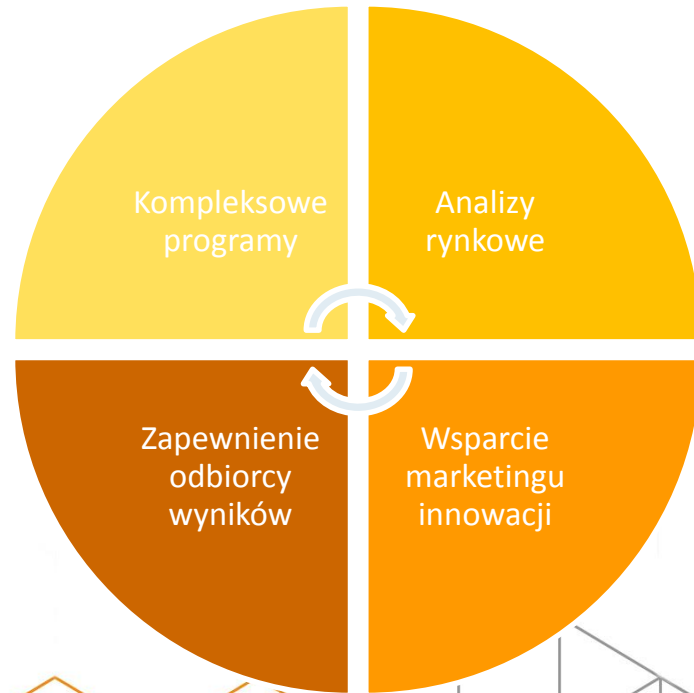 Kompleksowe
programy
Analizy
rynkowe
Zapewnienie
odbiorcy
wyników
Wsparcie
marketingu
innowacji